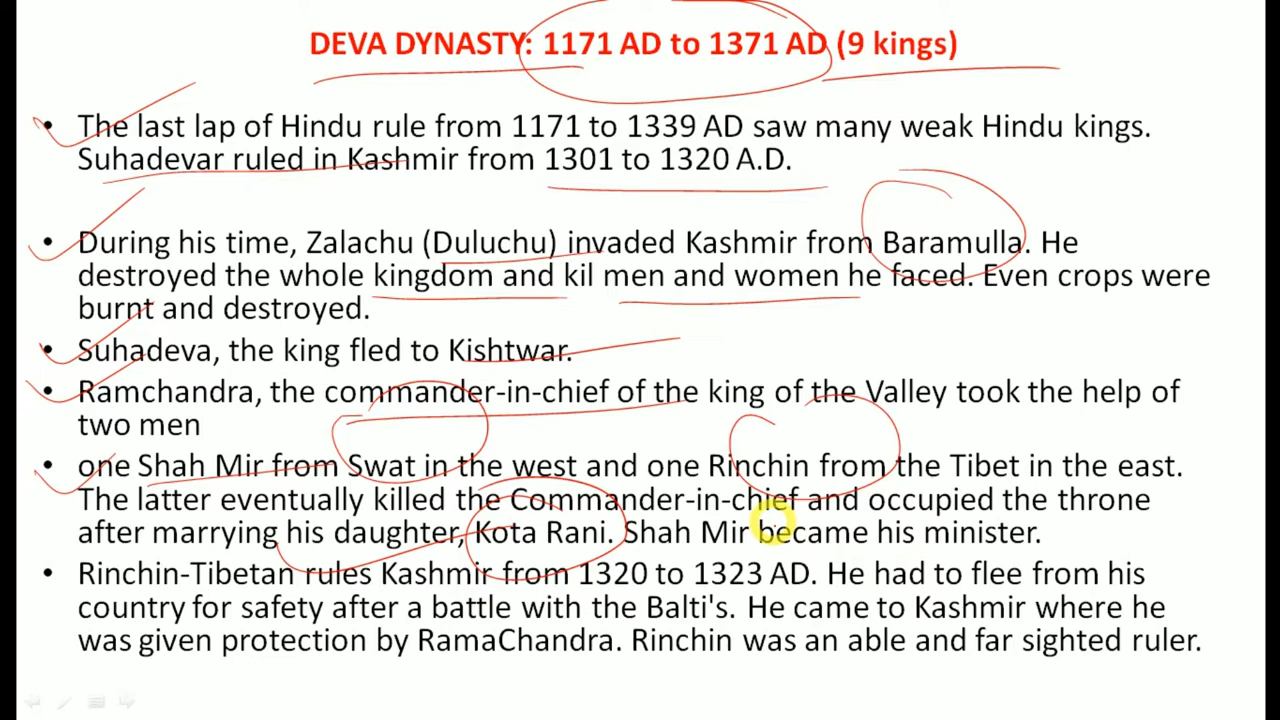 DEVA DYNASTY: 1171 AD to 1371 AD (9 kings)
• The last lap of Hindu rule from 1171 to 1339 AD saw many weak Hindu kings.
Suhadevar ruled in Kashmir from 1301 to 1320 A.D.
• During his time, Zalachu (Duluchu) invaded Kashmir from Baramulla. He
destroyed the whole kingdom and kil men and women he faced. Even crops were
burnt and destroyed.
• Suhadeva, the king fled to Kishtwar.
• Ramchandra, the commander-in-chief of the king of the Valley took the help of
two men
• one Shah Mir from Swat in the west and one Rinchin from the Tibet in the east.
The latter eventually killed the Commander-in-chief and occupied the throne
after marrying his daughter, Kota Rani. Shah Mir became his minister.
• Rinchin-Tibetan rules Kashmir from 1320 to 1323 AD. He had to flee from his
country for safety after a battle with the Balti's. He came to Kashmir where he
was given protection by RamaChandra. Rinchin was an able and far sighted ruler.